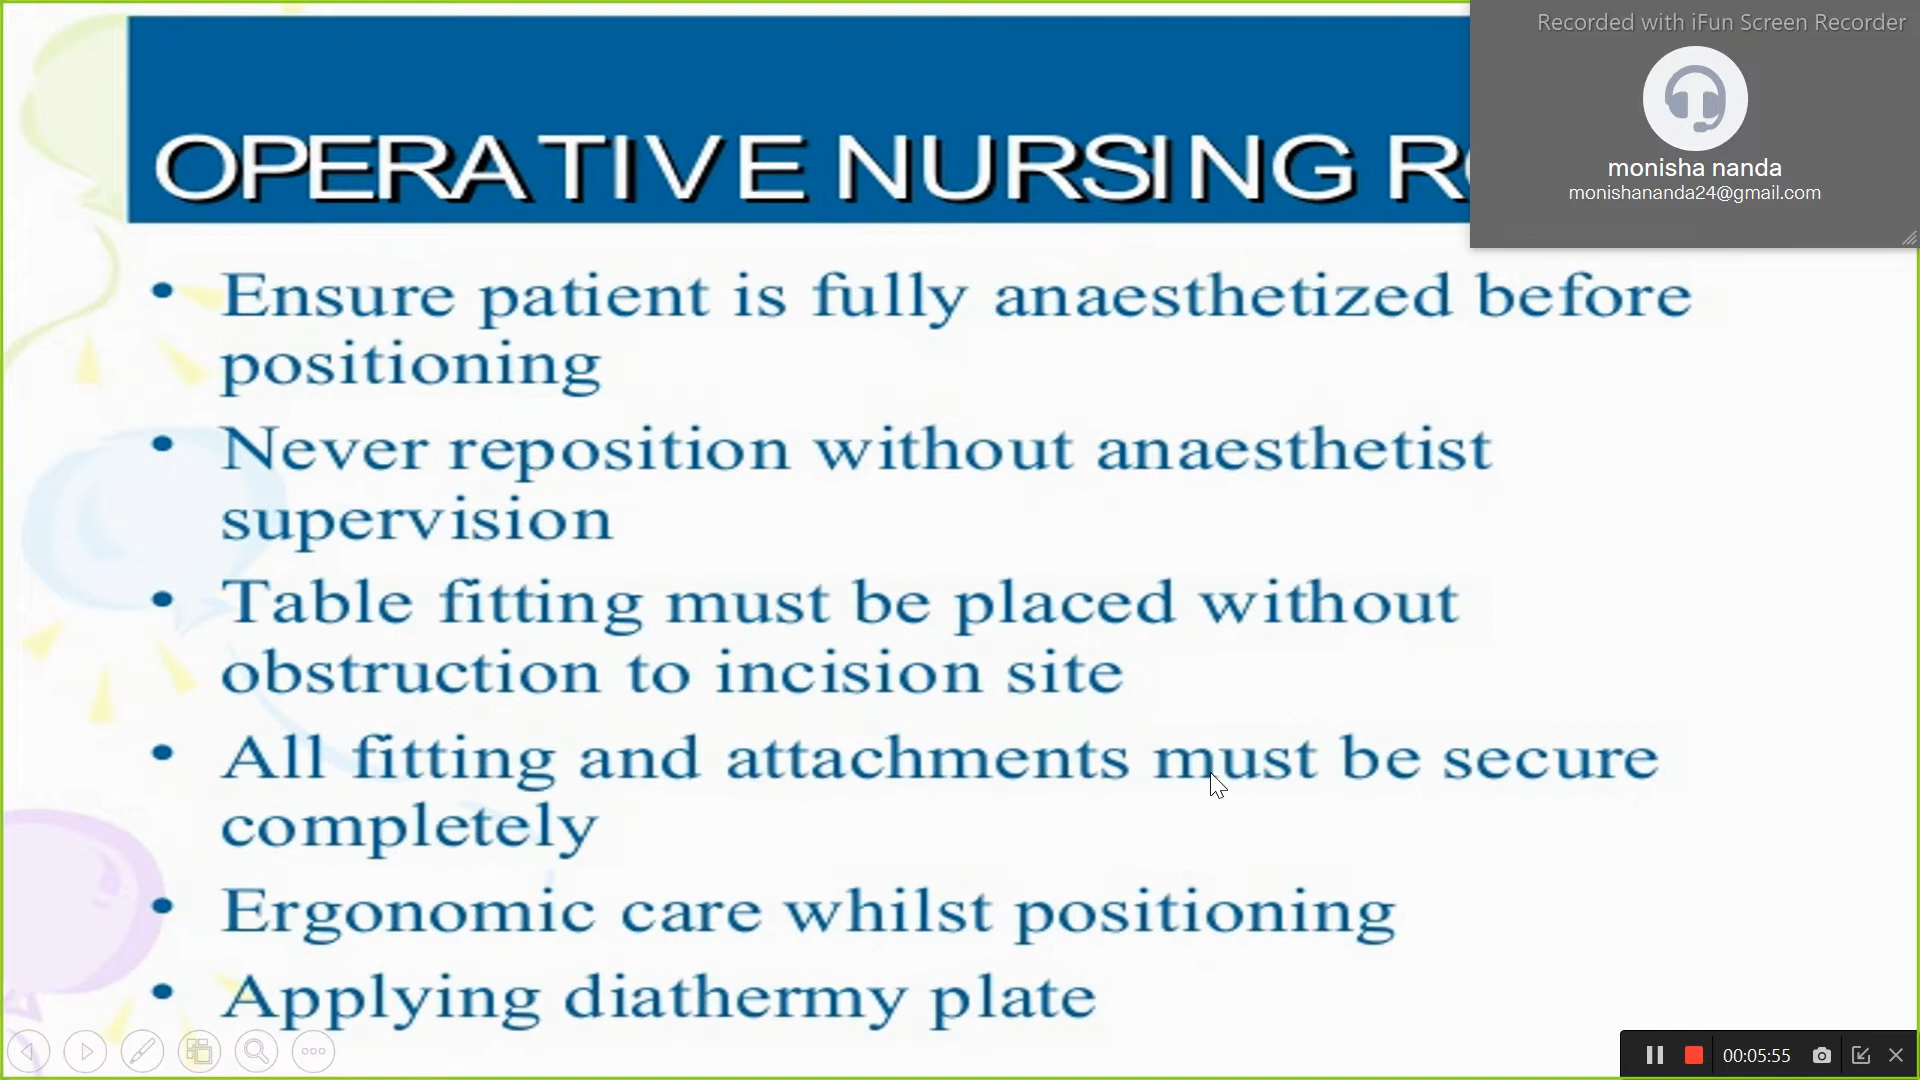 Recorded with iFun Screen Recorder
monisha nanda
monishananda24@gmail.com
OPERATIVE NURSING
• Ensure patient is fully anaesthetized before
positioning
• Never reposition without anaesthetist
supervision
• Table fitting must be placed without
obstruction to incision site
• All fitting and attachments must be secure
completely
• Ergonomic care whilst positioning
• Applying diathermy plate
00:05:55